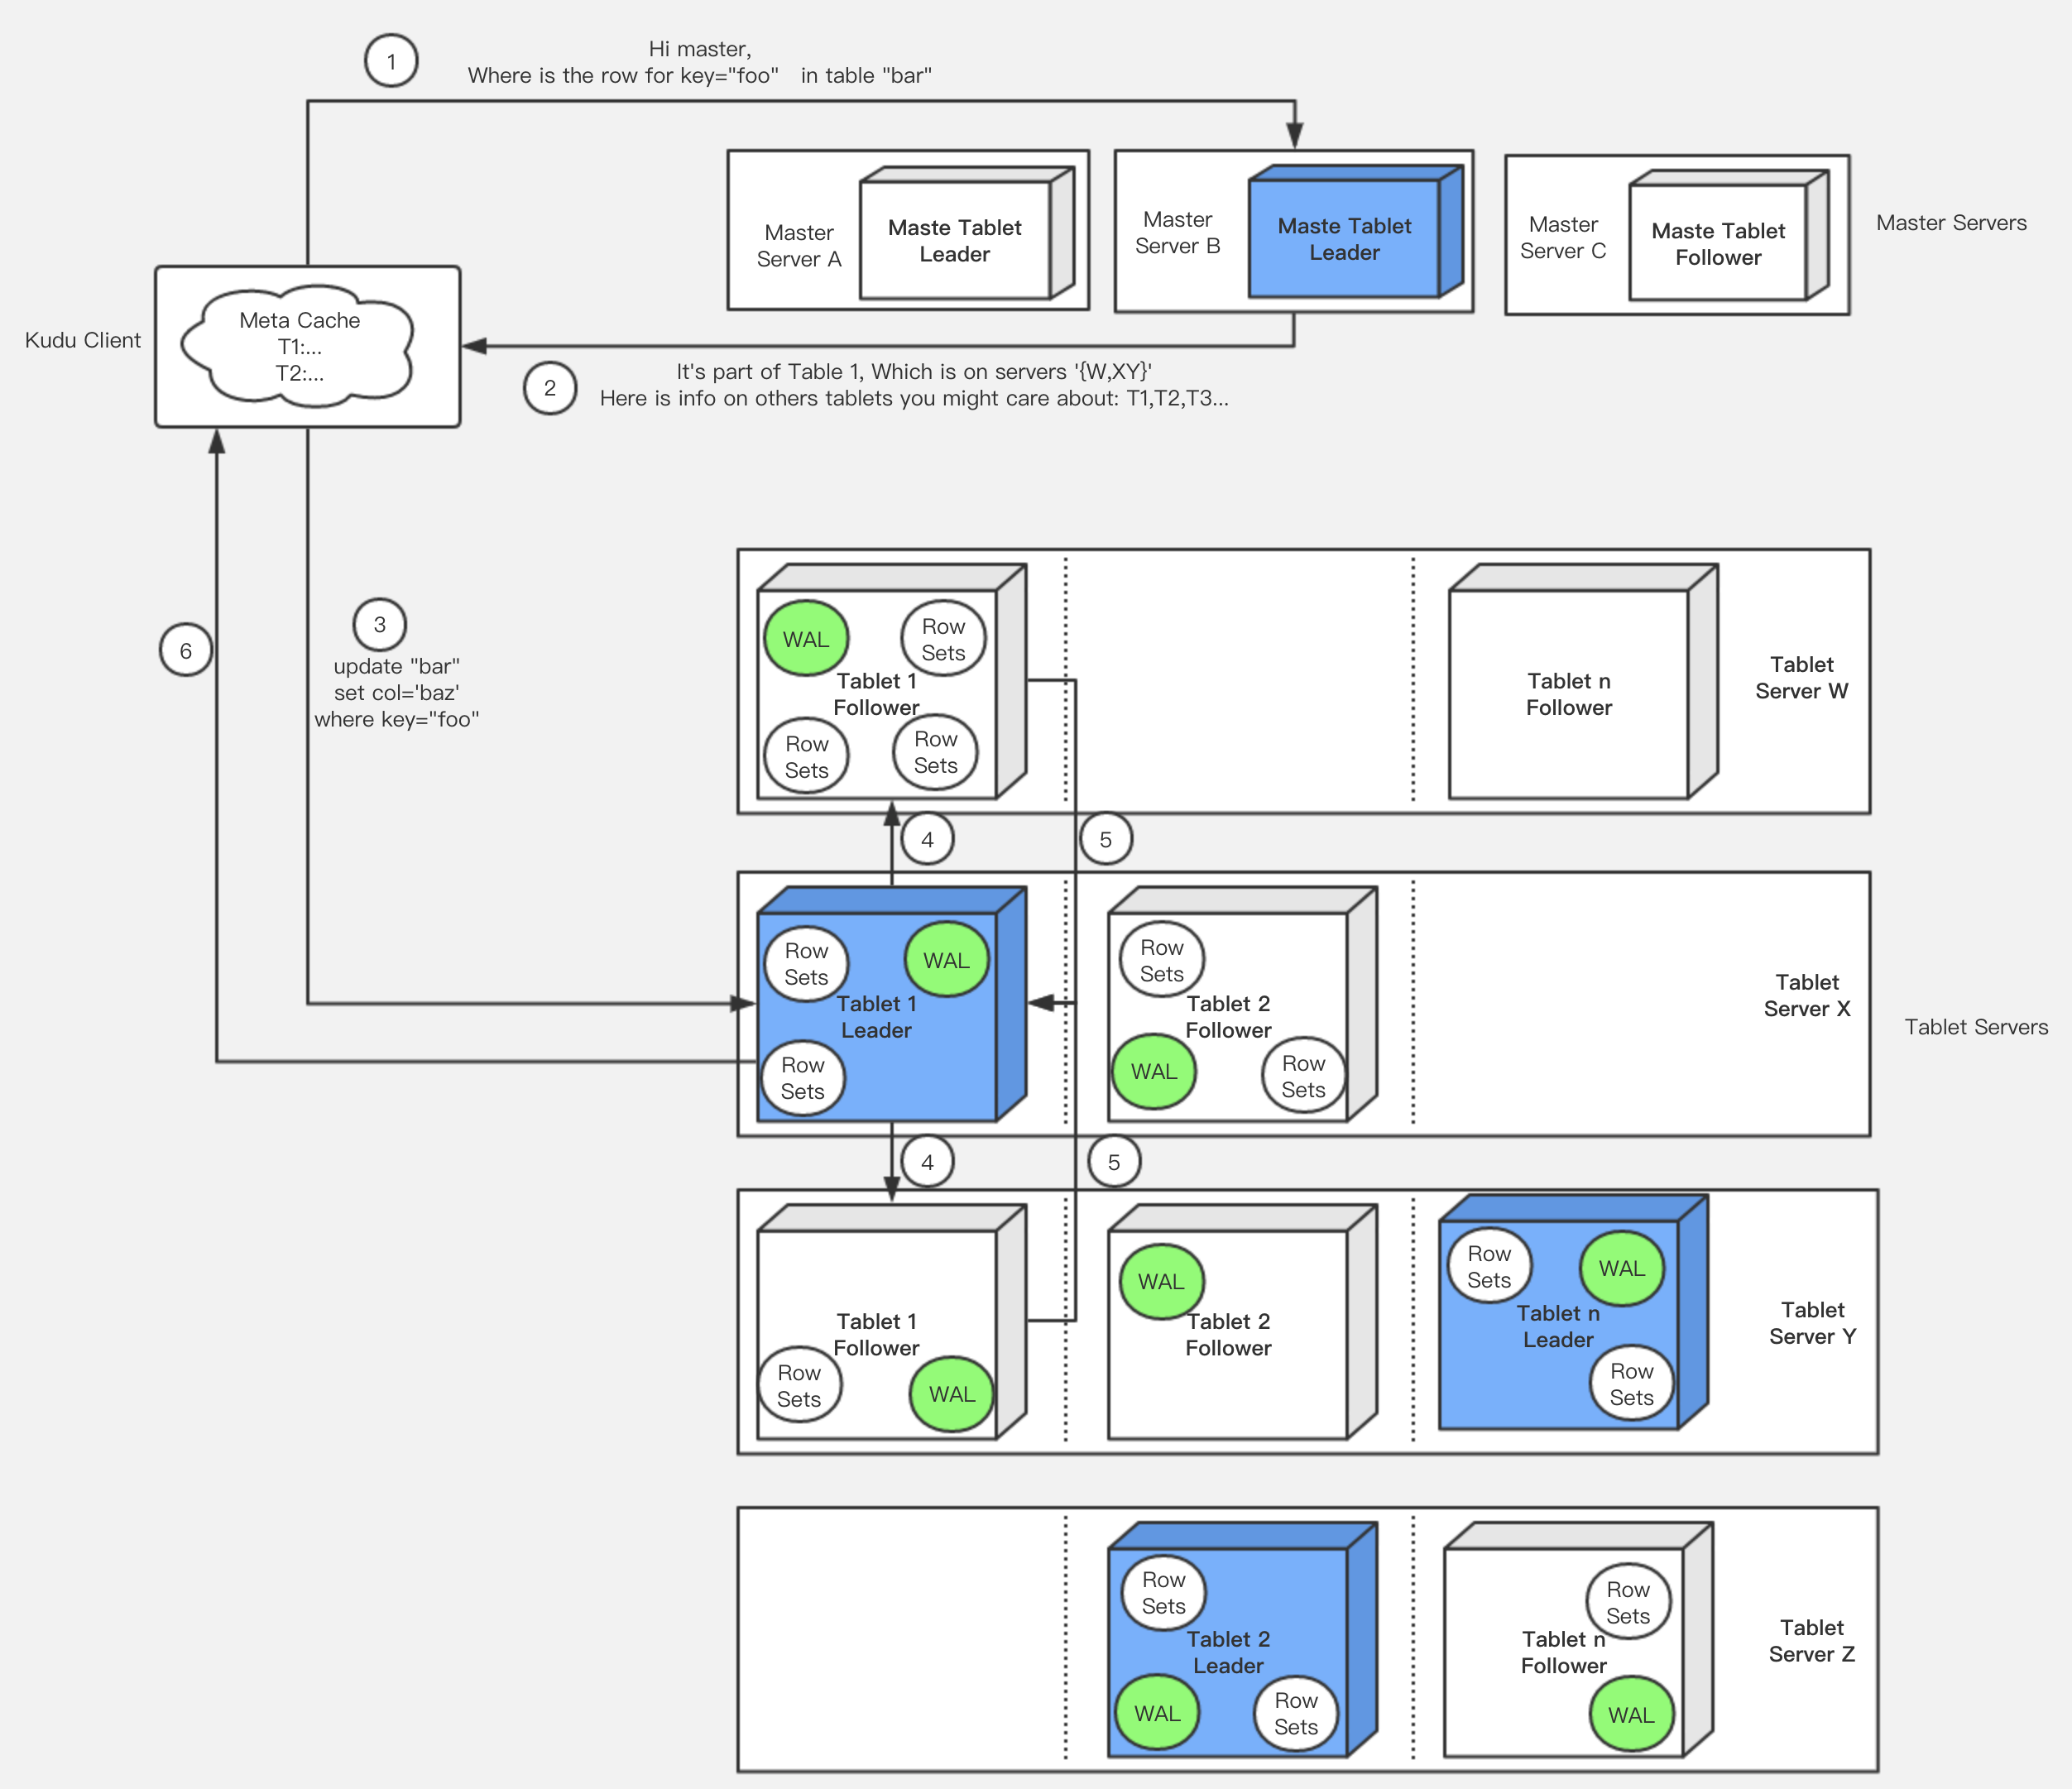 1
Hi master,
Where is the row for key="foo" in table "bar"
Master
Server A
Maste Tablet
Leader
Master
Server B
Maste Tablet
Leader
Master
Server C
Maste Tablet
Follower
Master Servers
Kudu Client
Meta Cache
T1:...
T2:...
2
It's part of Table 1, Which is on servers '{W,XY}'
Here is info on others tablets you might care about: T1,T2,T3...
6
3
update "bar"
set col='baz'
where key="foo"
WAL
Row
Sets
Tablet 1
Follower
Row
Sets
Row
Sets
Tablet n
Follower
Tablet
Server W
4
5
Row
Sets
WAL
Tablet 1
Leader
Row
Sets
Row
Sets
Tablet 2
Follower
WAL
Row
Sets
Tablet
Server X
Tablet Servers
4
5
Tablet 1
Follower
Row
Sets
WAL
WAL
Tablet 2
Follower
Row
Sets
WAL
Tablet n
Leader
Row
Sets
Tablet
Server Y
Row
Sets
Tablet 2
Leader
WAL
Row
Sets
Row
Sets
Tablet n
Follower
WAL
Tablet
Server Z